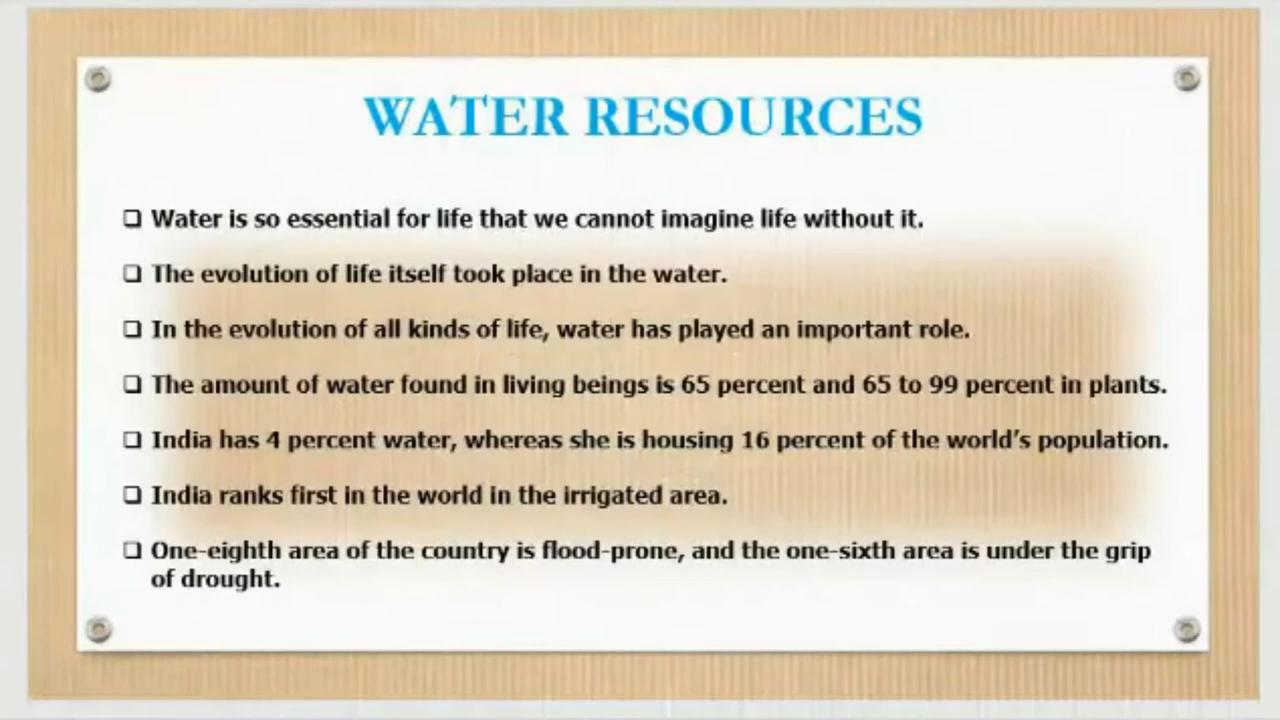 WATER RESOURCES
❑ Water is so essential for life that we cannot imagine life without it.
❑ The evolution of life itself took place in the water.
❑ In the evolution of all kinds of life, water has played an important role.
❑ The amount of water found in living beings is 65 percent and 65 to 99 percent in plants.
❑ India has 4 percent water, whereas she is housing 16 percent of the world's population.
❑ India ranks first in the world in the irrigated area.
❑ One-eighth area of the country is flood-prone, and the one-sixth area is under the grip
of drought.